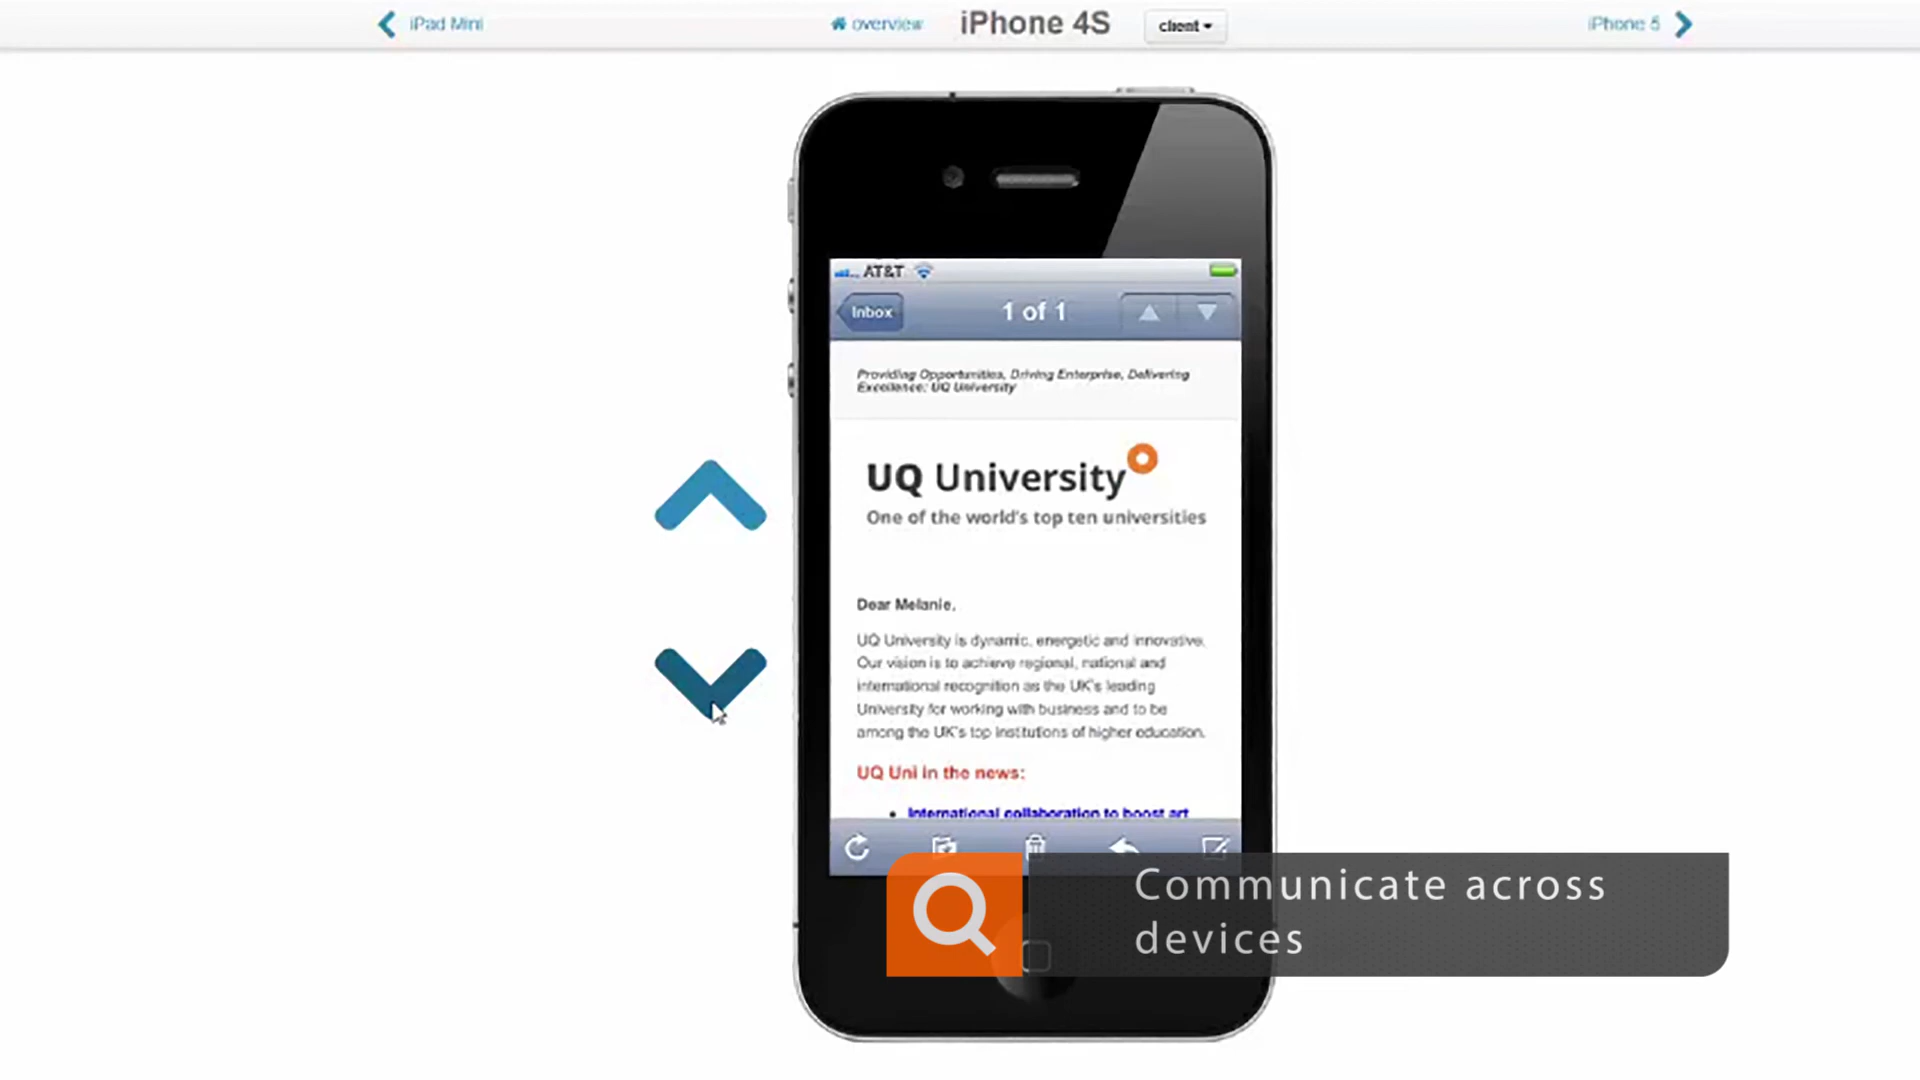 iPad Mini
overview
iPhone 4S
client
iPhone 5
AT&T
Inbox
1 of 1
Providing Opportunities, Driving Enterprise, Delivering
Excellence: UQ University
UQ University
One of the world's top ten universities
Dear Melanie,
UQ University is dynamic, energetic and innovative.
Our vision is to achieve regional, national and
international recognition as the UK's leading
University for working with business and to be
among the UK's top institutions of higher education.
UQ Uni in the news:
• International collaboration to boost art
Communicate across
devices